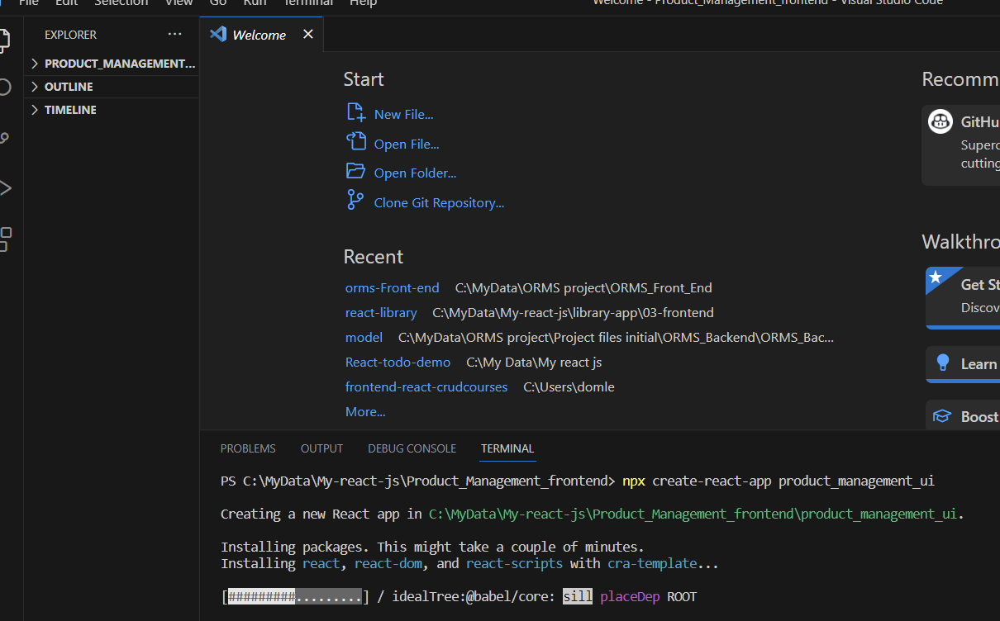 File Edit Selection View Go Run Terminal Help
Welcome - Product_Management_frontend - Visual Studio Code
EXPLORER ...
Welcome
PRODUCT_MANAGEMENT...
OUTLINE
TIMELINE
Start
New File...
Open File...
Open Folder...
Clone Git Repository...
Recent
orms-Front-end C:\MyData\ORMS project\ORMS_Front_End
react-library C:\MyData\My-react-js\library-app\03-frontend
model C:\MyData\ORMS project\Project files initial\ORMS_Backend\ORMS_Bac...
React-todo-demo C:\My Data\My react js
frontend-react-crudcourses C:\Users\domle
More...
Recomm
GitHu
Superc
cutting
Walkthro
Get St
Discov
Learn
Boost
PROBLEMS OUTPUT DEBUG CONSOLE TERMINAL
PS C:\MyData\My-react-js\Product_Management_frontend> npx create-react-app product_management_ui
Creating a new React app in C:\MyData\My-react-js\Product_Management_frontend\product_management_ui.
Installing packages. This might take a couple of minutes.
Installing react, react-dom, and react-scripts with cra-template...
[#########.........] / idealTree:@babel/core: sill placeDep ROOT